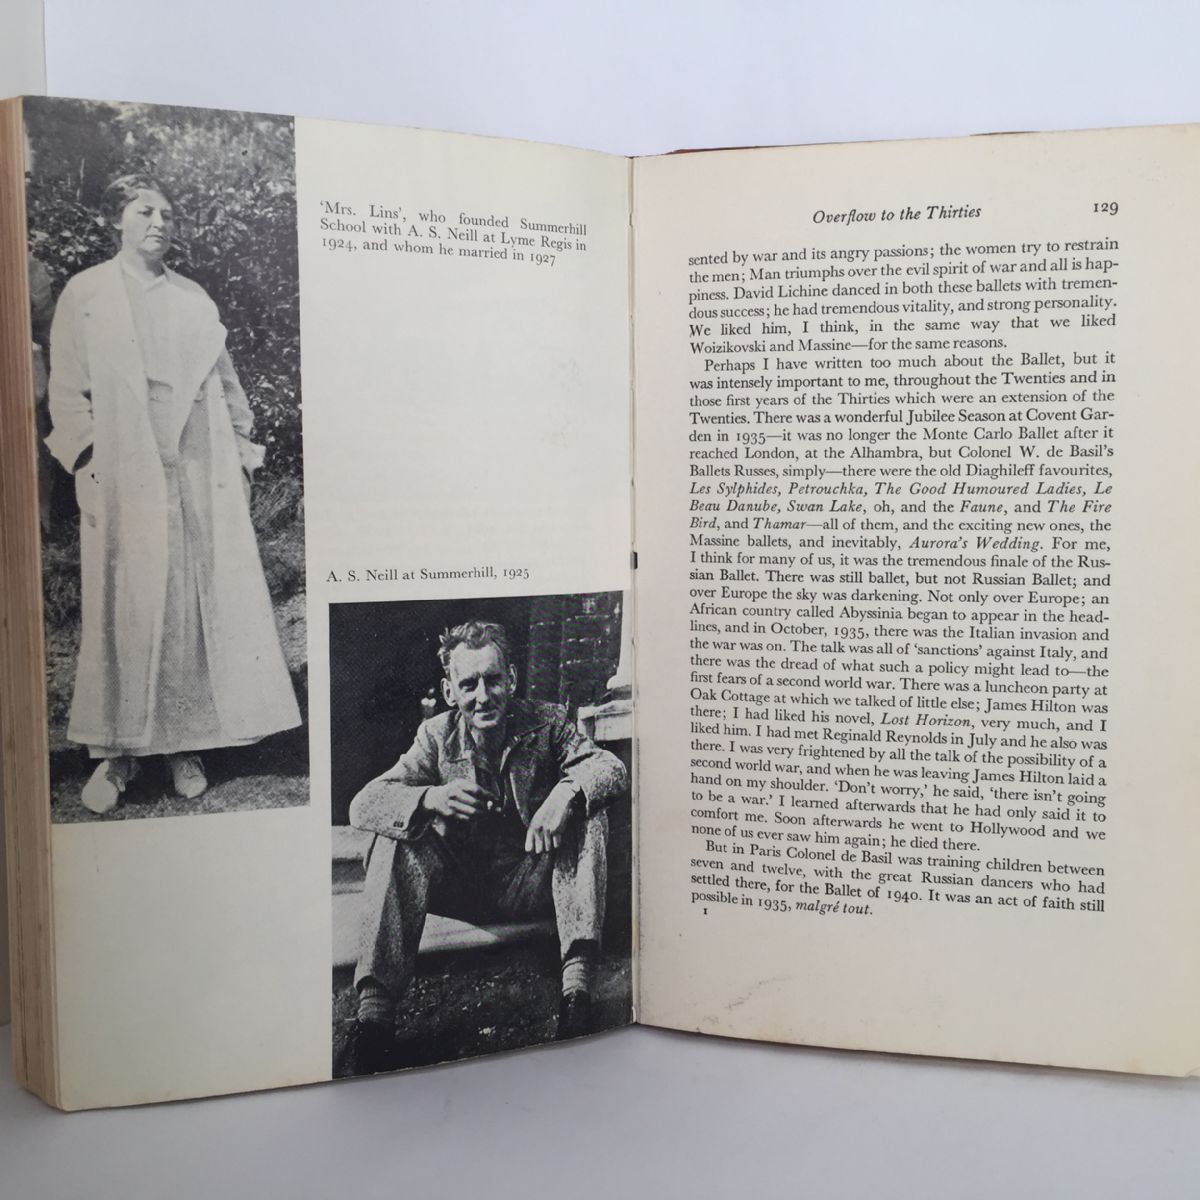 'Mrs. Lins', who founded Summerhill
School with A. S. Neill at Lyme Regis in
1924, and whom he married in 1927
A. S. Neill at Summerhill, 1925
Overflow to the Thirties
129
sented by war and its angry passions; the women try to restrain
the men; Man triumphs over the evil spirit of war and all is hap-
piness. David Lichine danced in both these ballets with tremen-
dous success; he had tremendous vitality, and strong personality.
We liked him, I think, in the same way that we liked
Woizikovski and Massine—for the same reasons.
Perhaps I have written too much about the Ballet, but it
was intensely important to me, throughout the Twenties and in
those first years of the Thirties which were an extension of the
Twenties. There was a wonderful Jubilee Season at Covent Gar-
den in 1935—it was no longer the Monte Carlo Ballet after it
reached London, at the Alhambra, but Colonel W. de Basil's
Ballets Russes, simply—there were the old Diaghileff favourites,
Les Sylphides, Petrouchka, The Good Humoured Ladies, Le
Beau Danube, Swan Lake, oh, and the Faune, and The Fire
Bird, and Thamar—all of them, and the exciting new ones, the
Massine ballets, and inevitably, Aurora's Wedding. For me,
I think for many of us, it was the tremendous finale of the Rus-
sian Ballet. There was still ballet, but not Russian Ballet; and
over Europe the sky was darkening. Not only over Europe; an
African country called Abyssinia began to appear in the head-
lines, and in October, 1935, there was the Italian invasion and
the war was on. The talk was all of 'sanctions' against Italy, and
there was the dread of what such a policy might lead to—the
first fears of a second world war. There was a luncheon party at
Oak Cottage at which we talked of little else; James Hilton was
there; I had liked his novel, Lost Horizon, very much, and I
liked him. I had met Reginald Reynolds in July and he also was
there. I was very frightened by all the talk of the possibility of a
second world war, and when he was leaving James Hilton laid a
hand on my shoulder. 'Don't worry,' he said, 'there isn't going
to be a war.' I learned afterwards that he had only said it to
comfort me. Soon afterwards he went to Hollywood and we
none of us ever saw him again; he died there.
But in Paris Colonel de Basil was training children between
seven and twelve, with the great Russian dancers who had
settled there, for the Ballet of 1940. It was an act of faith still
possible in 1935, malgré tout.
I